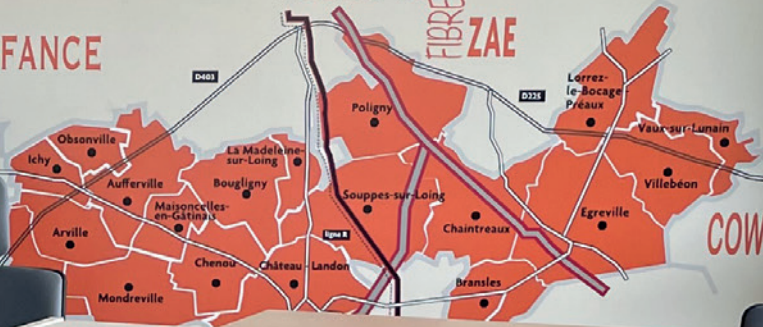 FANCE
FIBRE
ZAE
D403
D225
Lorrez-
le-Bocage-
Préaux
Poligny
Vaux-sur-Lunain
Obsonville
Ichy
La Madeleine-
sur-Loing
Aufferville
Bougligny
Villebéon
Maisoncelles-
en-Gâtinais
Souppes-sur-Loing
Egreville
Chaintreaux
Arville
ligne R
COW
Chenou
Château-Landon
Bransles
Mondreville